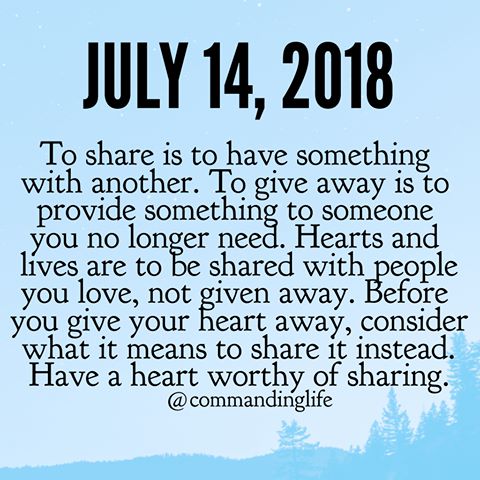 JULY 14, 2018
To share is to have something
with another. To give away is to
provide something to someone
you no longer need. Hearts and
lives are to be shared with people
you love, not given away. Before
you give your heart away, consider
what it means to share it instead.
Have a heart worthy of sharing.
@commandinglife